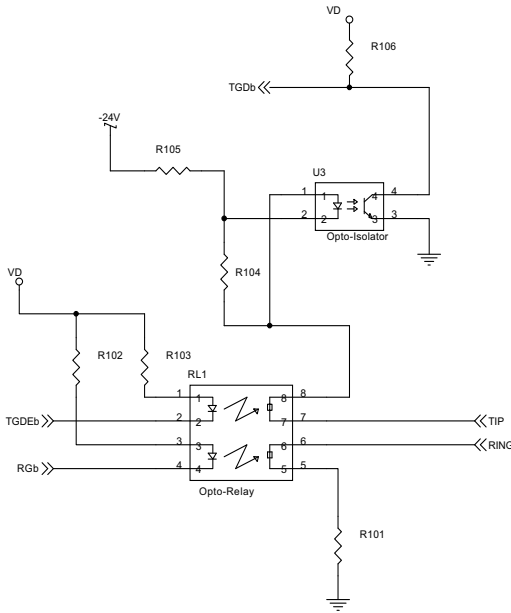 VD
R106
TGDb
-24V
R105
U3
1 1 4 4
2 2 3 3
Opto-Isolator
R104
VD
R102 R103
RL1
1 1 8 8
TGDEb 2 2 7 7 TIP
3 3 6 6 RING
RGb 4 4 5 5
Opto-Relay
R101